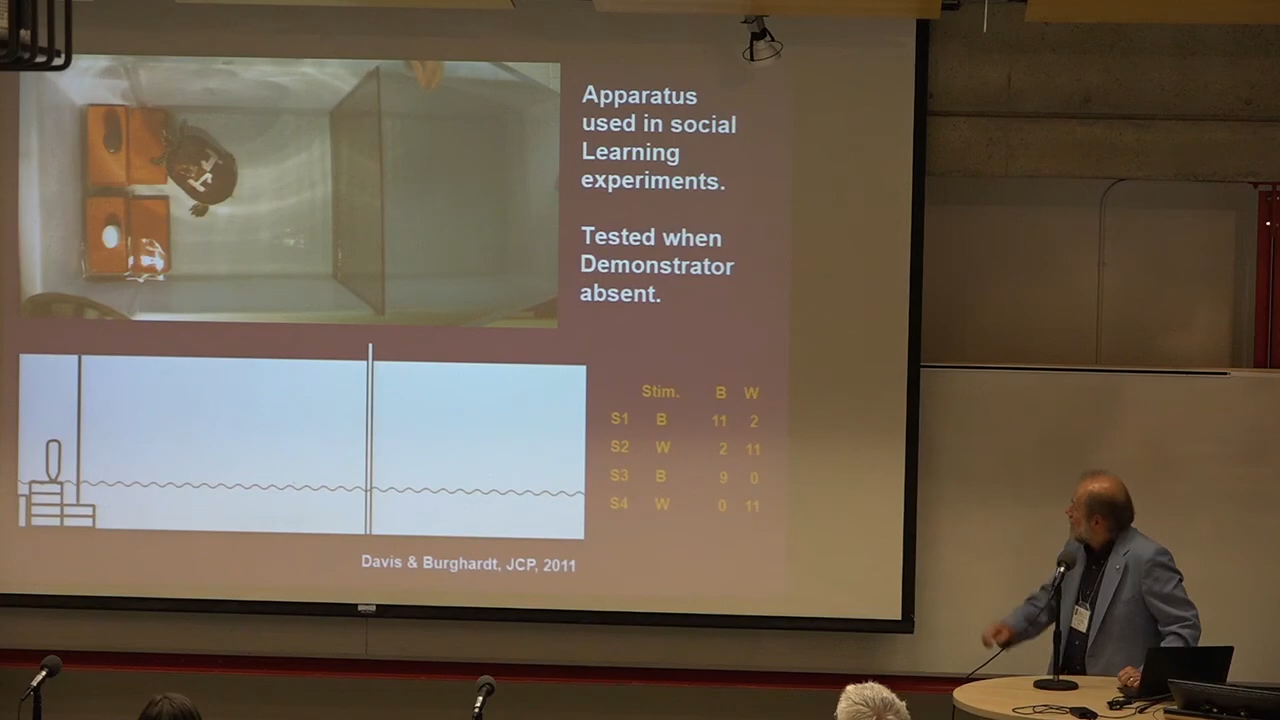 Apparatus
used in social
Learning
experiments.
Tested when
Demonstrator
absent.
Stim. B W
S1 B 11 2
S2 W 2 11
S3 B 9 0
S4 W 0 11
Davis & Burghardt, JCP, 2011